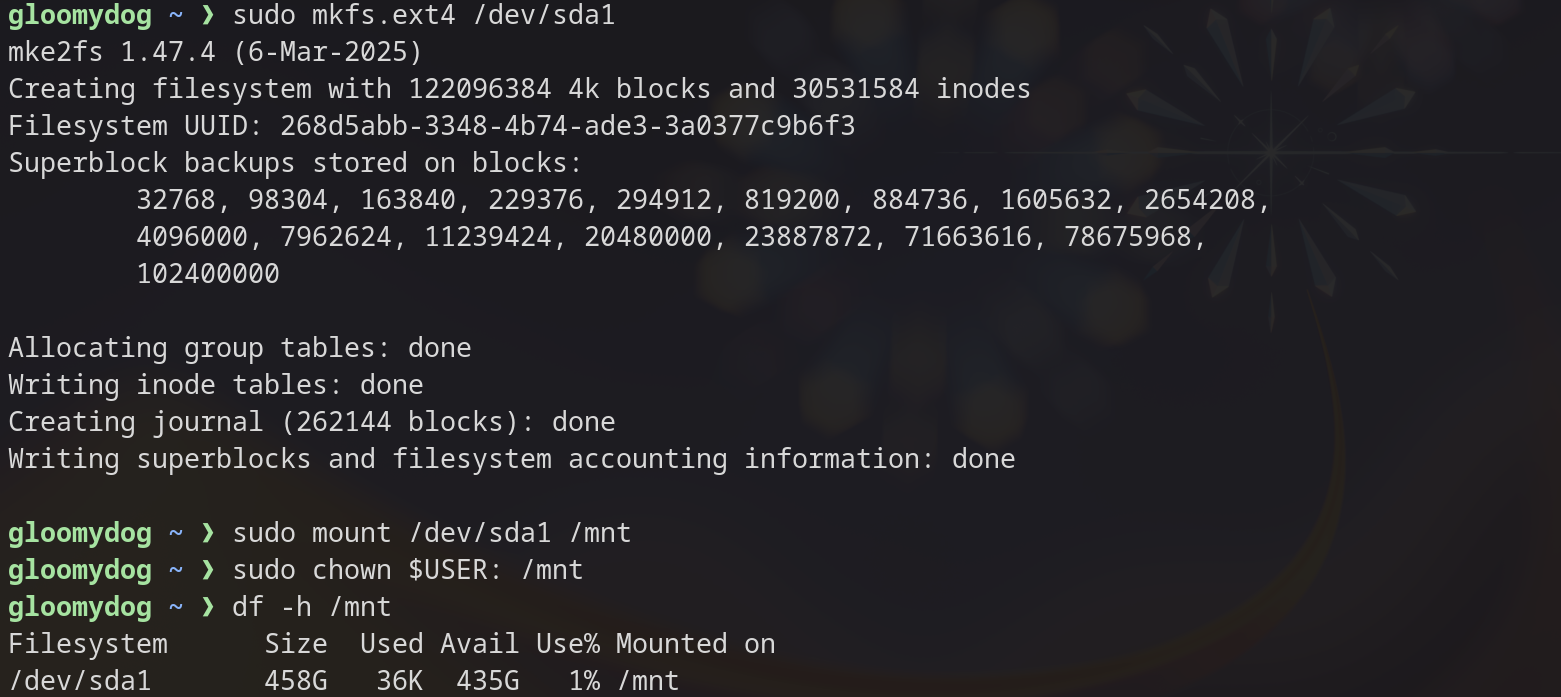 gloomydog ~ ❯ sudo mkfs.ext4 /dev/sda1
mke2fs 1.47.4 (6-Mar-2025)
Creating filesystem with 122096384 4k blocks and 30531584 inodes
Filesystem UUID: 268d5abb-3348-4b74-ade3-3a0377c9b6f3
Superblock backups stored on blocks:
        32768, 98304, 163840, 229376, 294912, 819200, 884736, 1605632, 2654208,
        4096000, 7962624, 11239424, 20480000, 23887872, 71663616, 78675968,
        102400000

Allocating group tables: done
Writing inode tables: done
Creating journal (262144 blocks): done
Writing superblocks and filesystem accounting information: done

gloomydog ~ ❯ sudo mount /dev/sda1 /mnt
gloomydog ~ ❯ sudo chown $USER: /mnt
gloomydog ~ ❯ df -h /mnt
Filesystem      Size  Used Avail Use% Mounted on
/dev/sda1       458G   36K  435G   1% /mnt